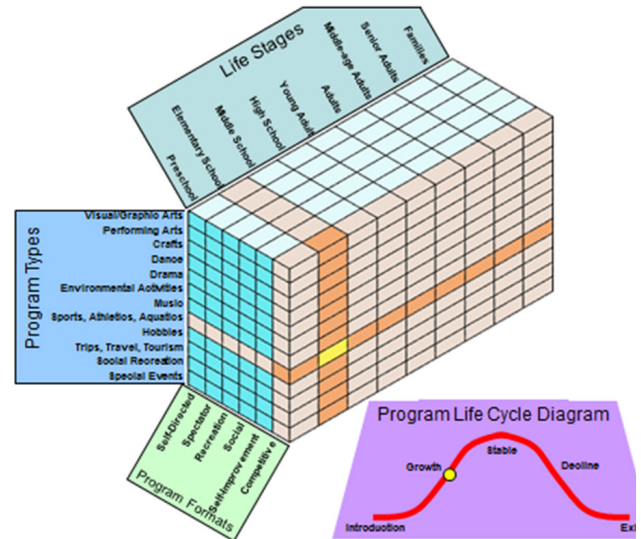 Life Stages
Preschool
Elementary School
Middle School
High School
Young Adult
Adults
Middle-age Adults
Senior Adults
Families
Program Types
Visual/Graphic Arts
Performing Arts
Crafts
Dance
Drama
Environmental Activities
Music
Sports, Athletics, Aquatics
Hobbies
Trips, Travel, Tourism
Social Recreation
Special Events
Self-Directed
Spectator
Recreation
Social
Self-Improvement
Competitive
Program Formats
Program Life Cycle Diagram
Stable
Growth
Decline
Introduction
Exi